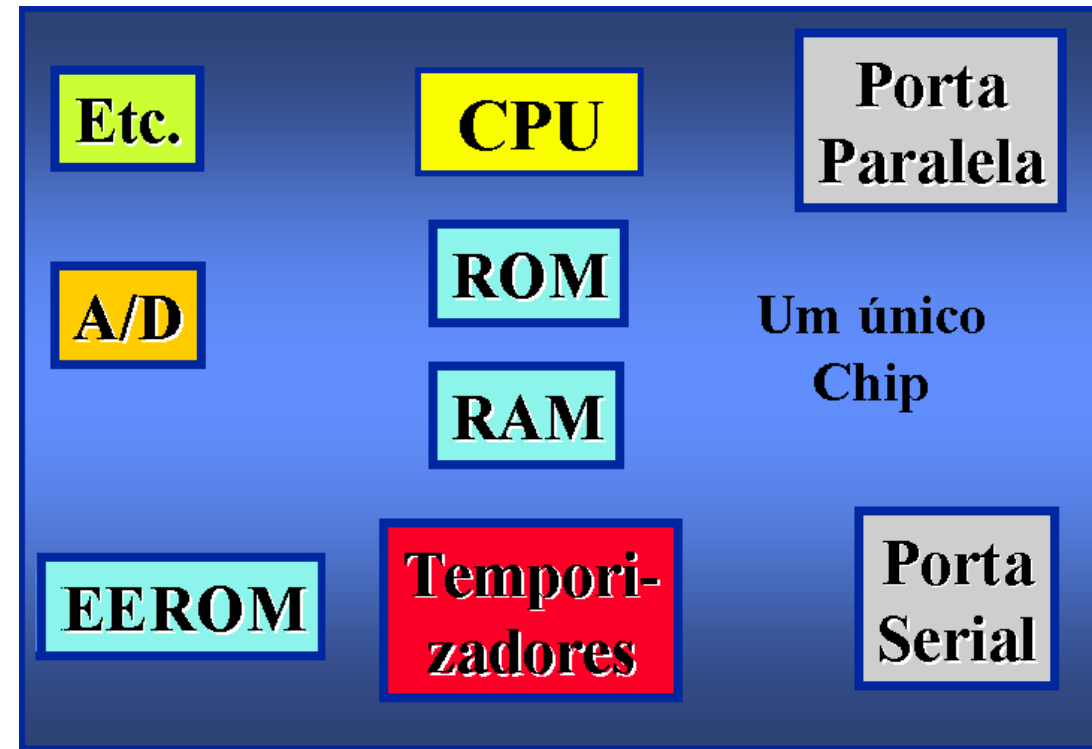 Etc.
CPU
Porta
Paralela
A/D
ROM
Um único
Chip
RAM
EEROM
Tempori-
zadores
Porta
Serial